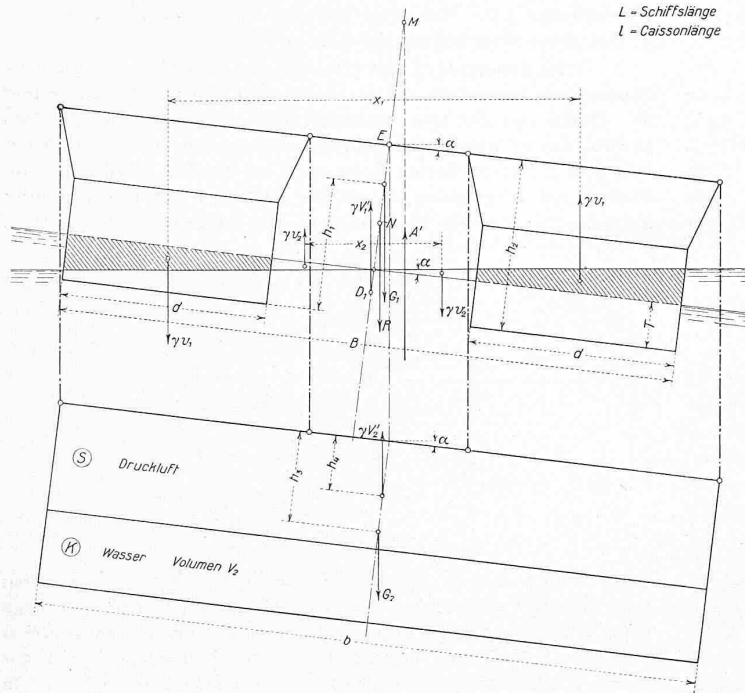 M
L = Schiffslänge
l = Caissonlänge
x₁
E
α
γV₁'
N
γv₂
x₂
h₁
A'
h₂
γv₁
α
D₁
G₁
γv₂
T
d
P
B
d
γv₁
γV₂'
α
h₃
h₄
S Druckluft
K Wasser Volumen V₂
G₂
b